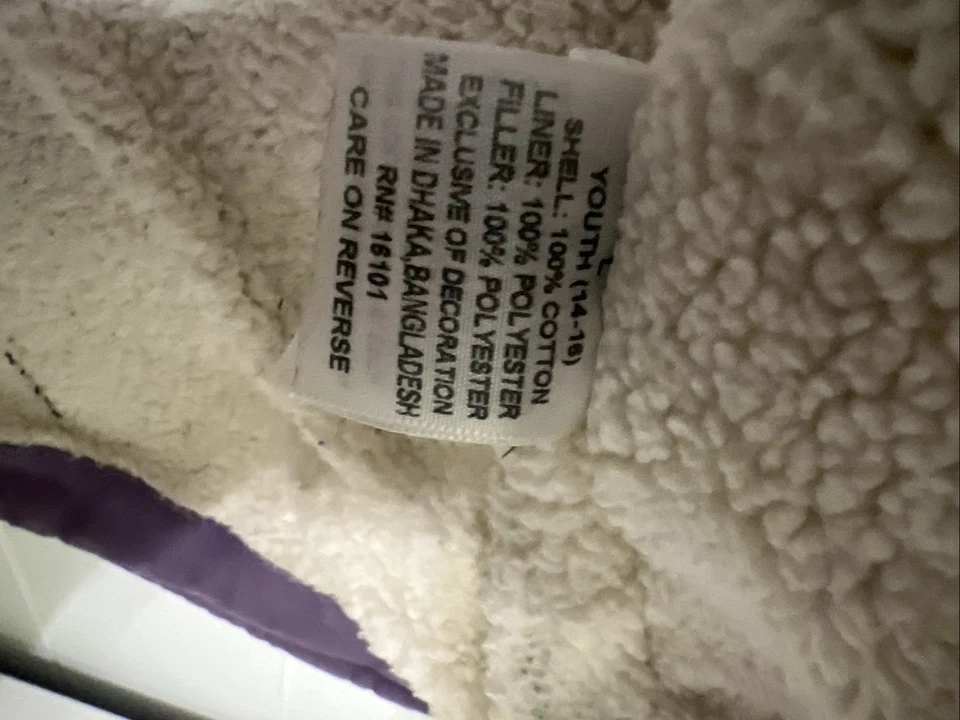 L
YOUTH (14-16)
SHELL: 100% COTTON
LINER: 100% POLYESTER
FILLER: 100% POLYESTER
EXCLUSIVE OF DECORATION
MADE IN DHAKA,BANGLADESH
RN# 16101
CARE ON REVERSE